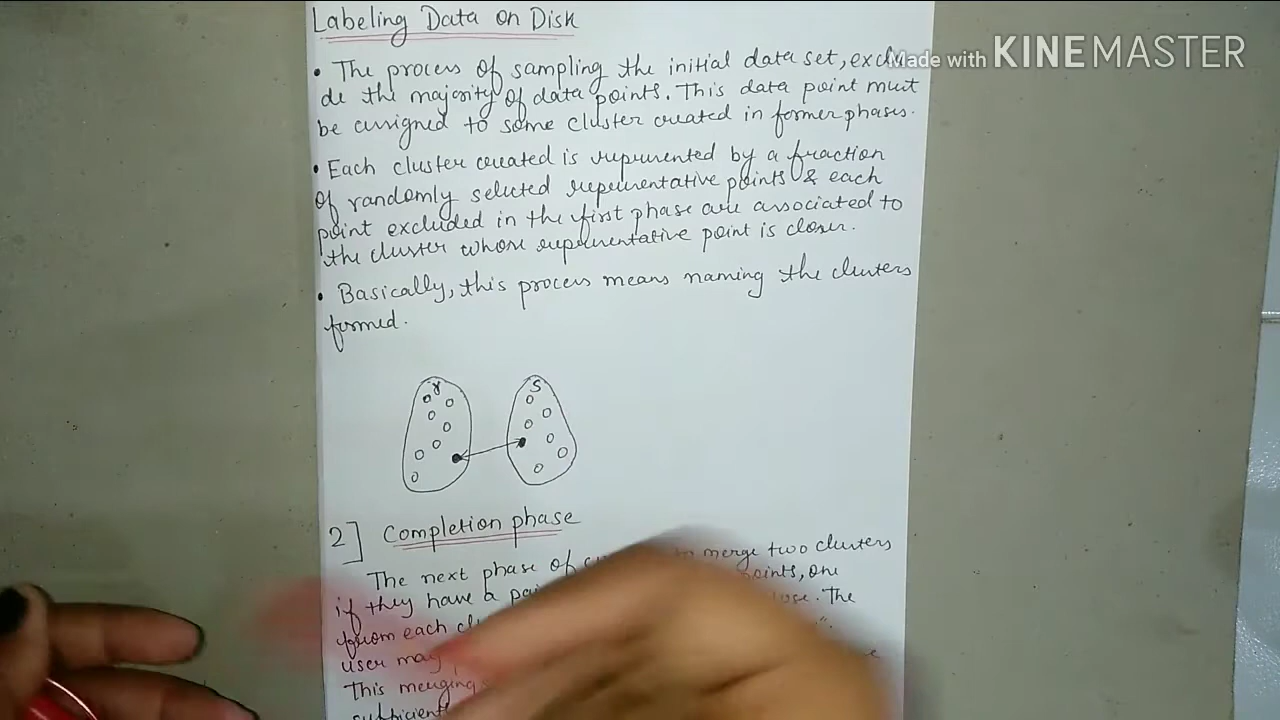 Labeling Data on Disk
Made with KINEMASTER
• The process of sampling the initial data set, exclu
de the majority of data points. This data point must
be assigned to some cluster created in former phases.
• Each cluster created is represented by a fraction
of randomly selected representative points & each
point excluded in the first phase are associated to
the cluster whose representative point is closer.
• Basically, this process means naming the clusters
formed.
r S
2] Completion phase
The next phase of to merge two clusters
if they have a points, one
from each The
user may
This merging